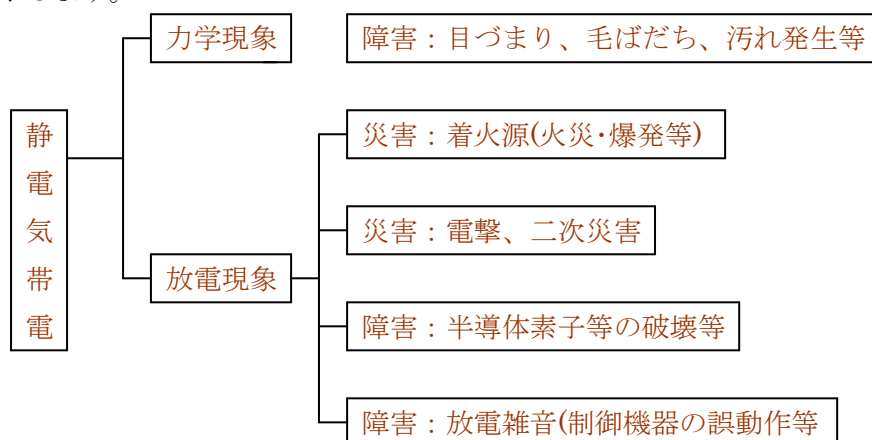 力学現象
障害：目づまり、毛ばだち、汚れ発生等
静電気帯電
災害：着火源(火災・爆発等)
災害：電撃、二次災害
放電現象
障害：半導体素子等の破壊等
障害：放電雑音(制御機器の誤動作等